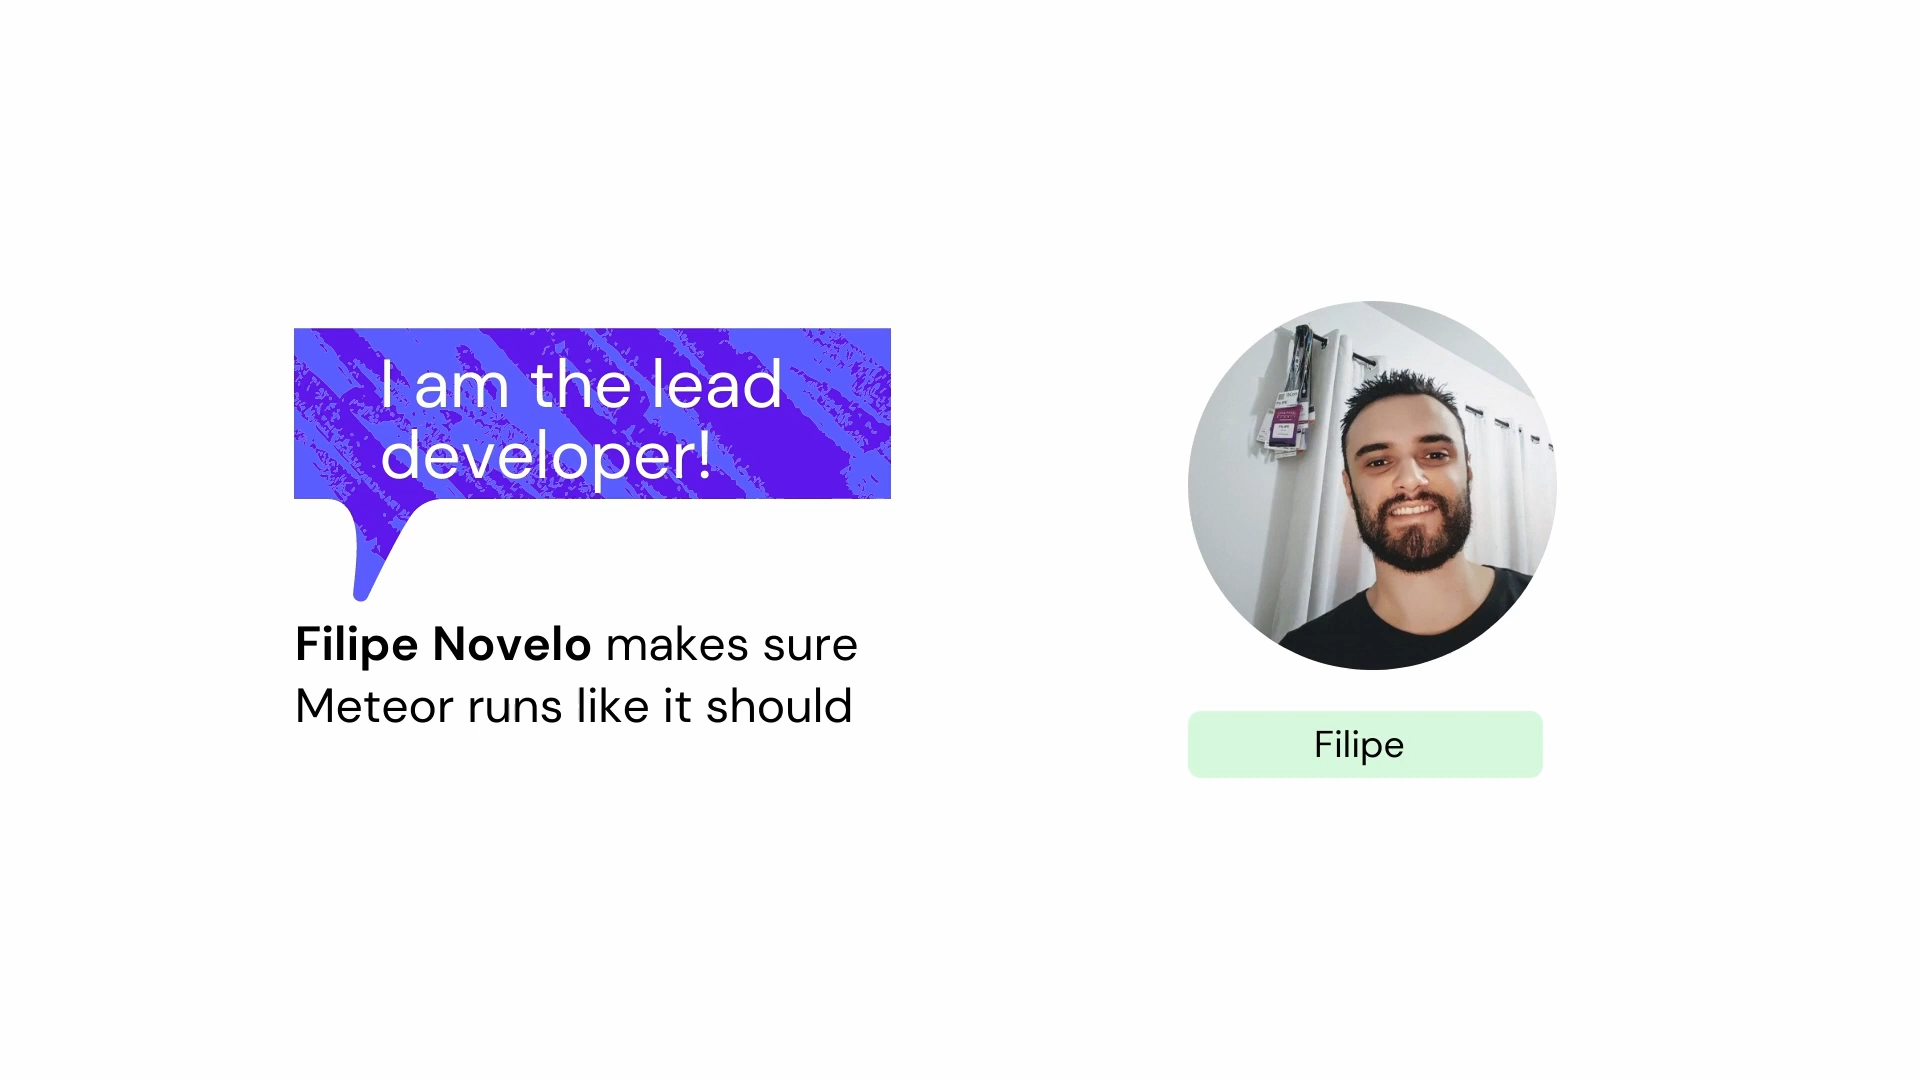 I am the lead
developer!
Filipe Novelo makes sure
Meteor runs like it should
Filipe